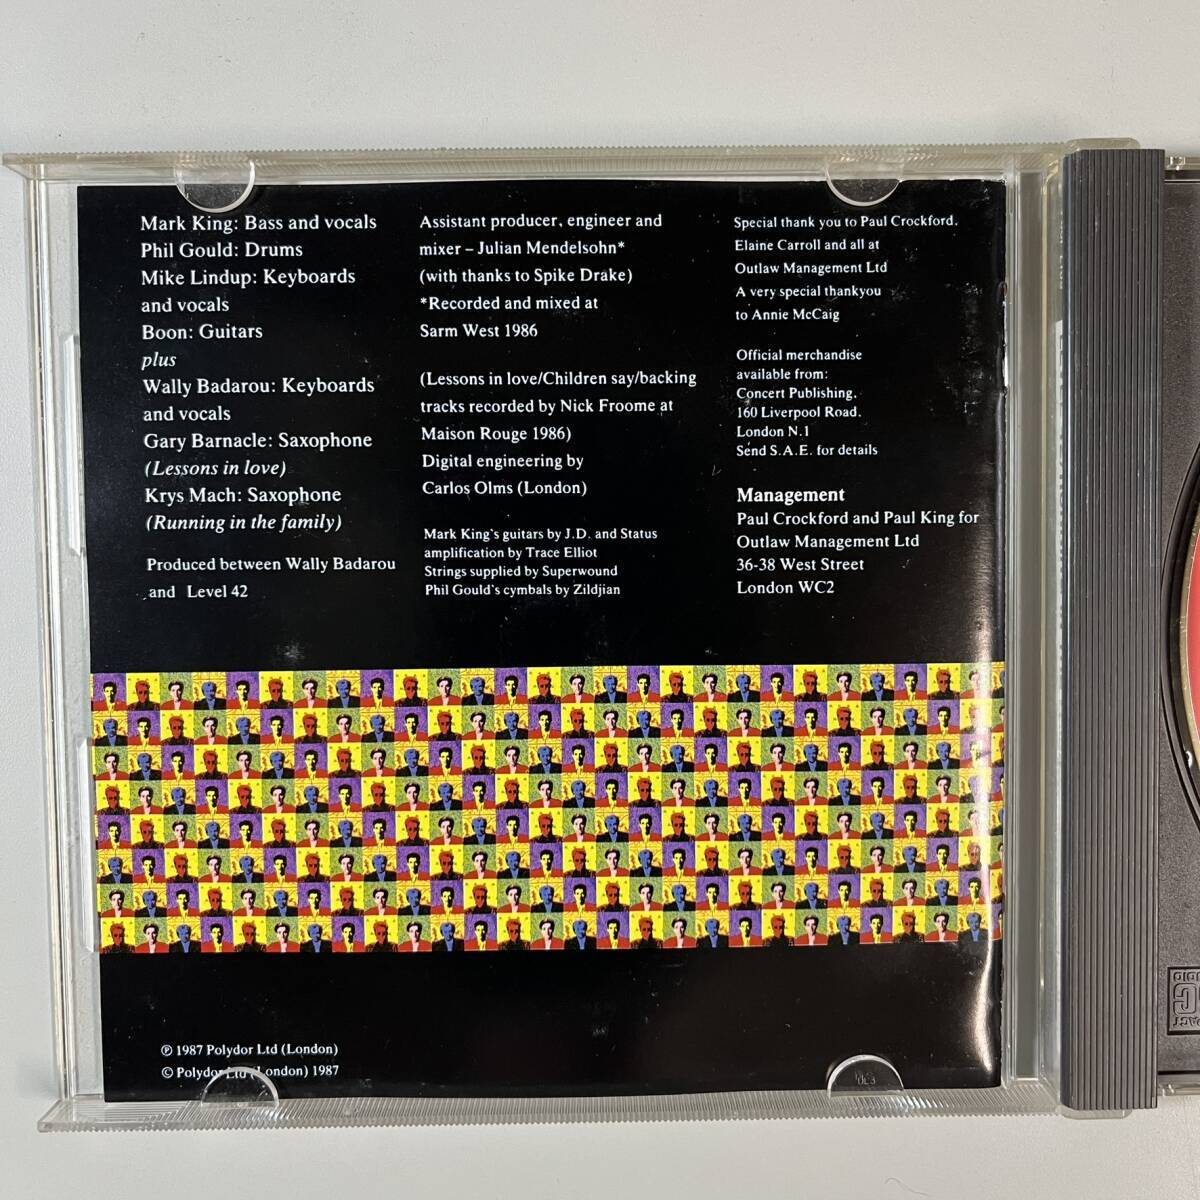 Mark King: Bass and vocals
Phil Gould: Drums
Mike Lindup: Keyboards
and vocals
Boon: Guitars
plus
Wally Badarou: Keyboards
and vocals
Gary Barnacle: Saxophone
(Lessons in love)
Krys Mach: Saxophone
(Running in the family)
Produced between Wally Badarou
and Level 42
Assistant producer, engineer and
mixer – Julian Mendelsohn*
(with thanks to Spike Drake)
*Recorded and mixed at
Sarm West 1986
(Lessons in love/Children say/backing
tracks recorded by Nick Froome at
Maison Rouge 1986)
Digital engineering by
Carlos Olms (London)
Mark King's guitars by J.D. and Status
amplification by Trace Elliot
Strings supplied by Superwound
Phil Gould's cymbals by Zildjian
Special thank you to Paul Crockford,
Elaine Carroll and all at
Outlaw Management Ltd
A very special thankyou
to Annie McCaig
Official merchandise
available from:
Concert Publishing,
160 Liverpool Road,
London N.1
Send S.A.E. for details
Management
Paul Crockford and Paul King for
Outlaw Management Ltd
36-38 West Street
London WC2
℗ 1987 Polydor Ltd (London)
© Polydor Ltd (London) 1987